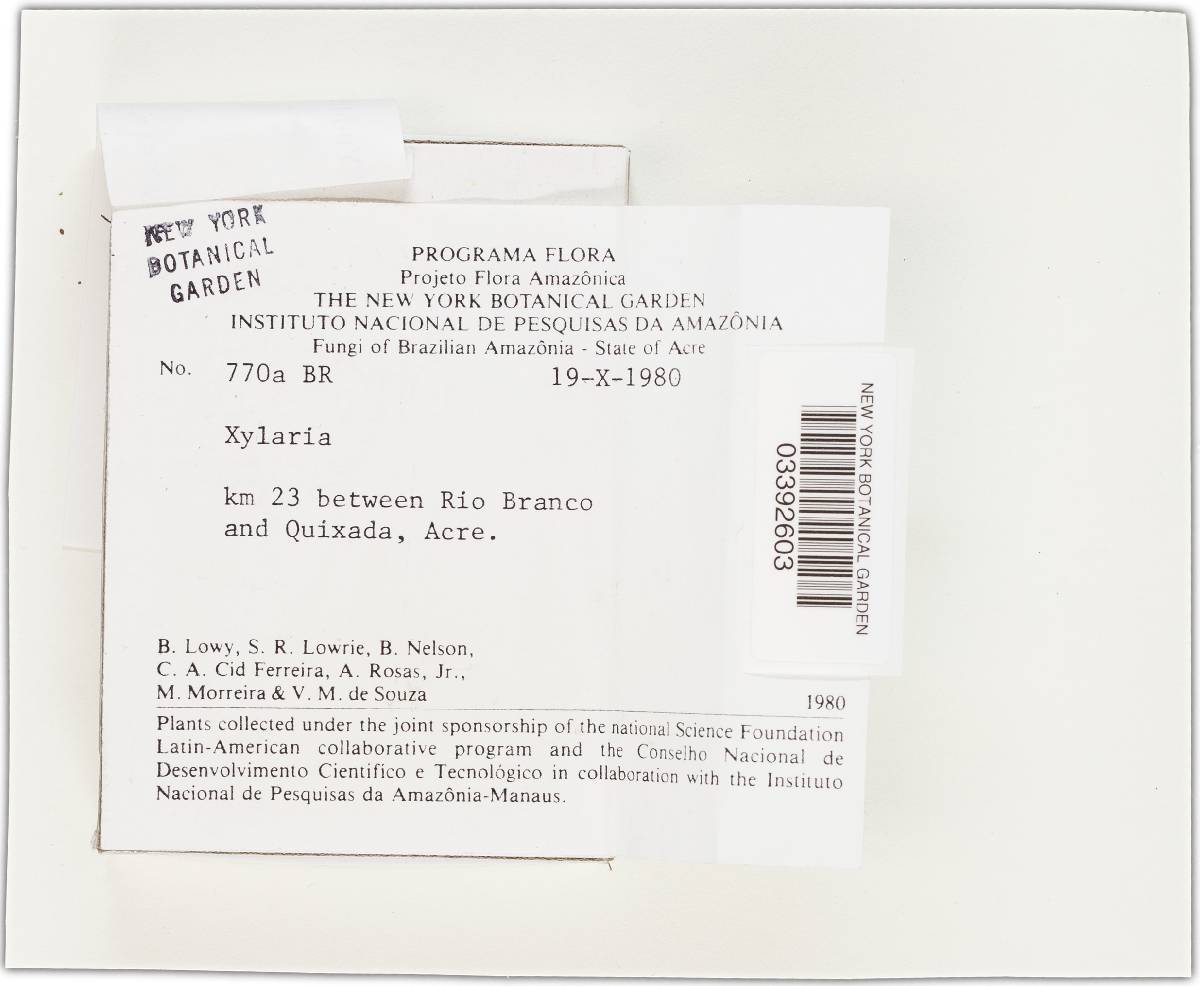 NEW YORK
BOTANICAL
GARDEN
PROGRAMA FLORA
Projeto Flora Amazônica
THE NEW YORK BOTANICAL GARDEN
INSTITUTO NACIONAL DE PESQUISAS DA AMAZÔNIA
Fungi of Brazilian Amazônia - State of Acre
No. 770a BR 19-X-1980
Xylaria
km 23 between Rio Branco
and Quixada, Acre.
B. Lowy, S. R. Lowrie, B. Nelson,
C. A. Cid Ferreira, A. Rosas, Jr.,
M. Morreira & V. M. de Souza 1980
Plants collected under the joint sponsorship of the national Science Foundation
Latin-American collaborative program and the Conselho Nacional de
Desenvolvimento Cientifico e Tecnológico in collaboration with the Instituto
Nacional de Pesquisas da Amazônia-Manaus.
NEW YORK BOTANICAL GARDEN
03392603